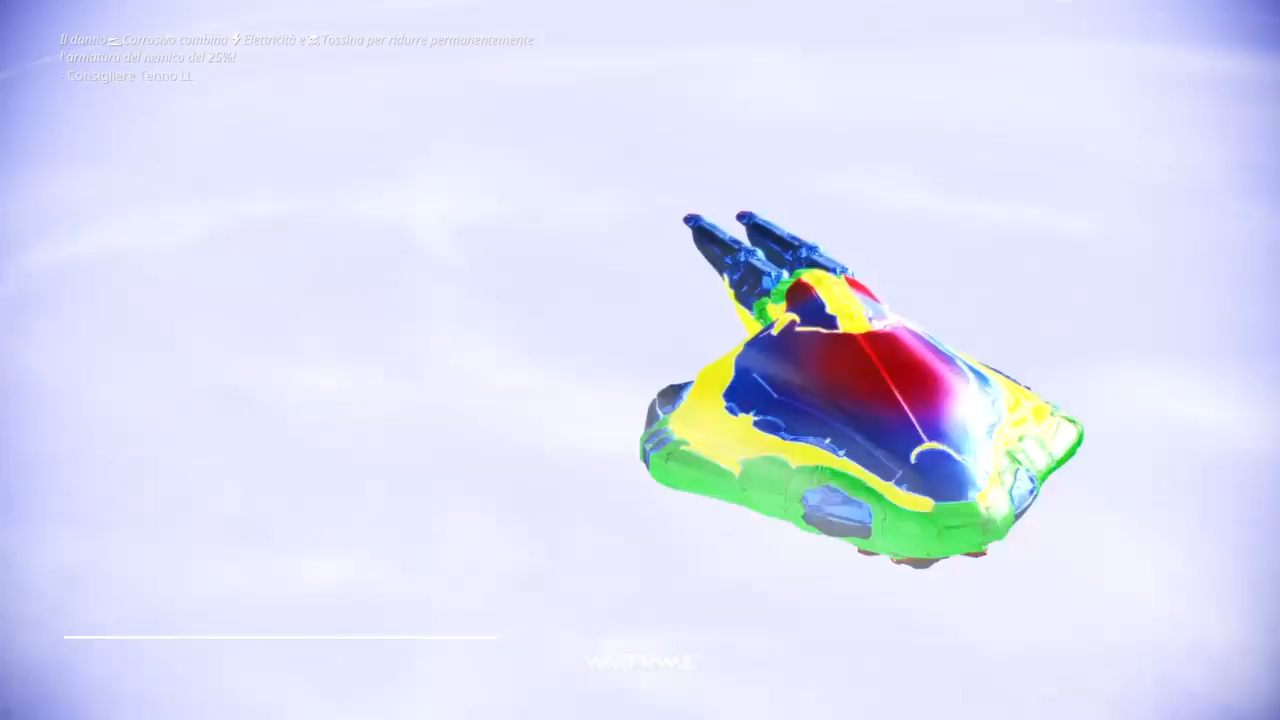 Il danno Corrosivo combina Elettricità e Tossina per ridurre permanentemente
l'armatura del nemico del 25%!
- Consigliere Tenno LL
WARFRAME